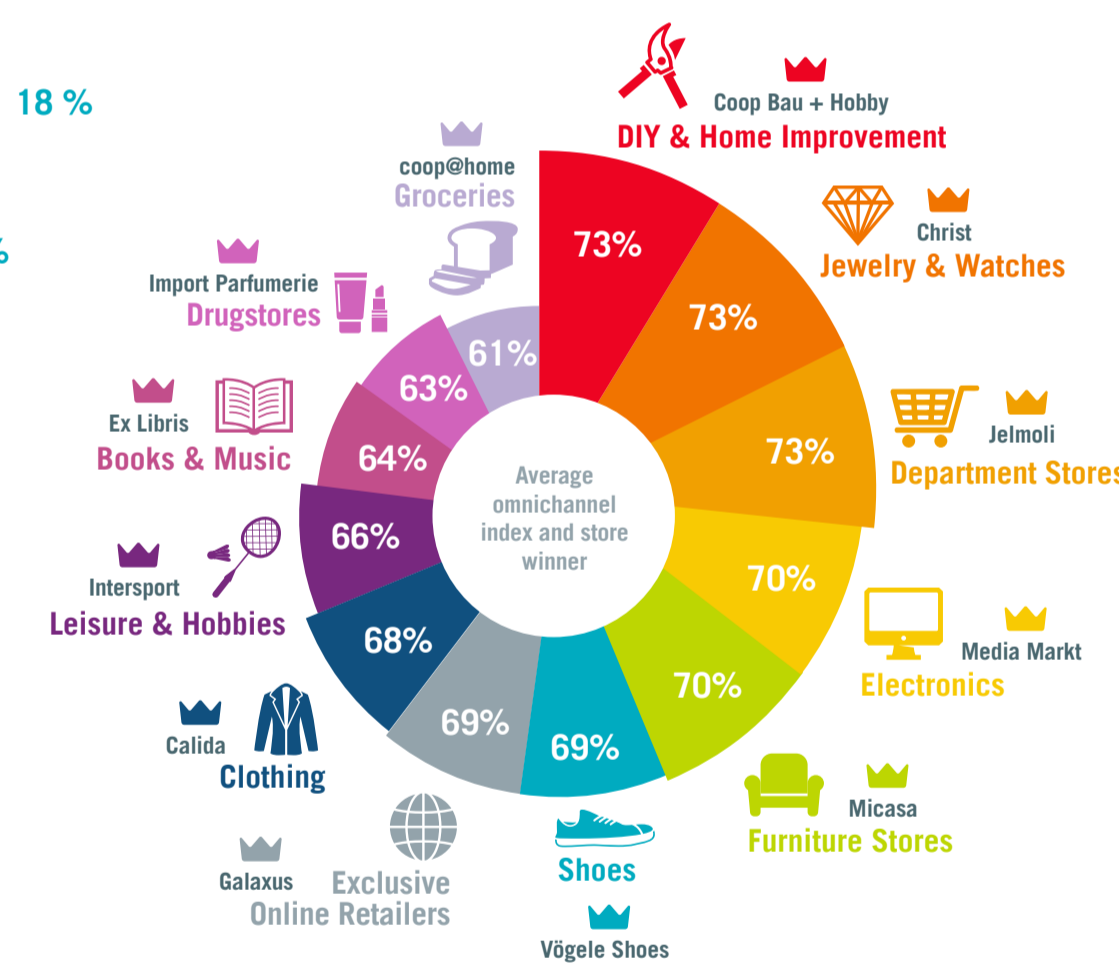 18 %
%
Coop Bau + Hobby
DIY & Home Improvement
73%
Christ
Jewelry & Watches
73%
Jelmoli
Department Stores
73%
Media Markt
Electronics
70%
Micasa
Furniture Stores
70%
Shoes
Vögele Shoes
69%
Galaxus
Exclusive
Online Retailers
69%
Calida
Clothing
68%
Intersport
Leisure & Hobbies
66%
Ex Libris
Books & Music
64%
Import Parfumerie
Drugstores
63%
coop@home
Groceries
61%
Average
omnichannel
index and store
winner